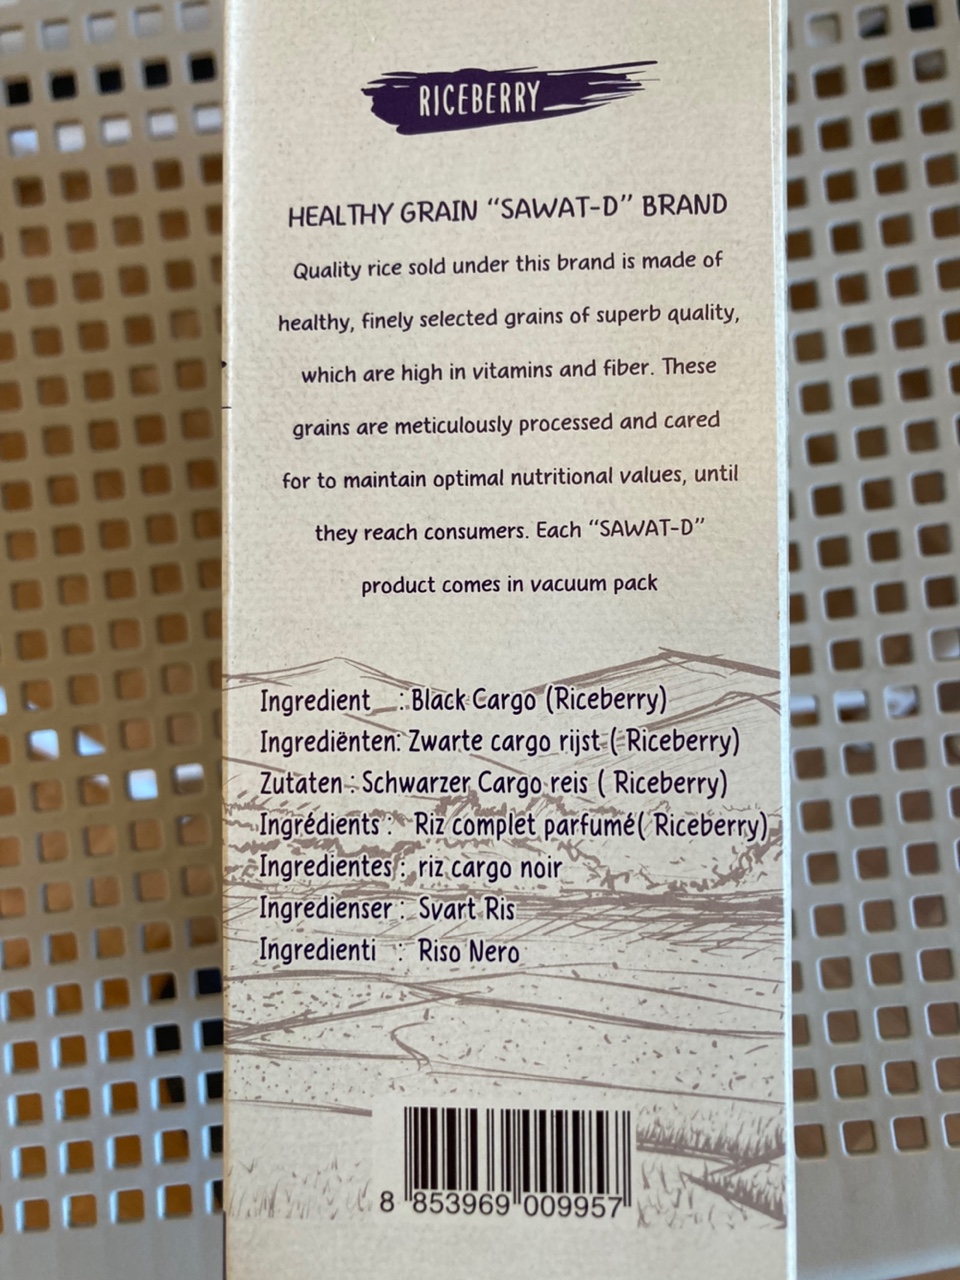 RICEBERRY
HEALTHY GRAIN “SAWAT-D” BRAND
Quality rice sold under this brand is made of
healthy, finely selected grains of superb quality,
which are high in vitamins and fiber. These
grains are meticulously processed and cared
for to maintain optimal nutritional values, until
they reach consumers. Each “SAWAT-D”
product comes in vacuum pack
Ingredient : Black Cargo (Riceberry)
Ingrediënten: Zwarte cargo rijst ( Riceberry)
Zutaten : Schwarzer Cargo reis ( Riceberry)
Ingrédients : Riz complet parfumé( Riceberry)
Ingredientes : riz cargo noir
Ingredienser : Svart Ris
Ingredienti : Riso Nero
8 853969 009957